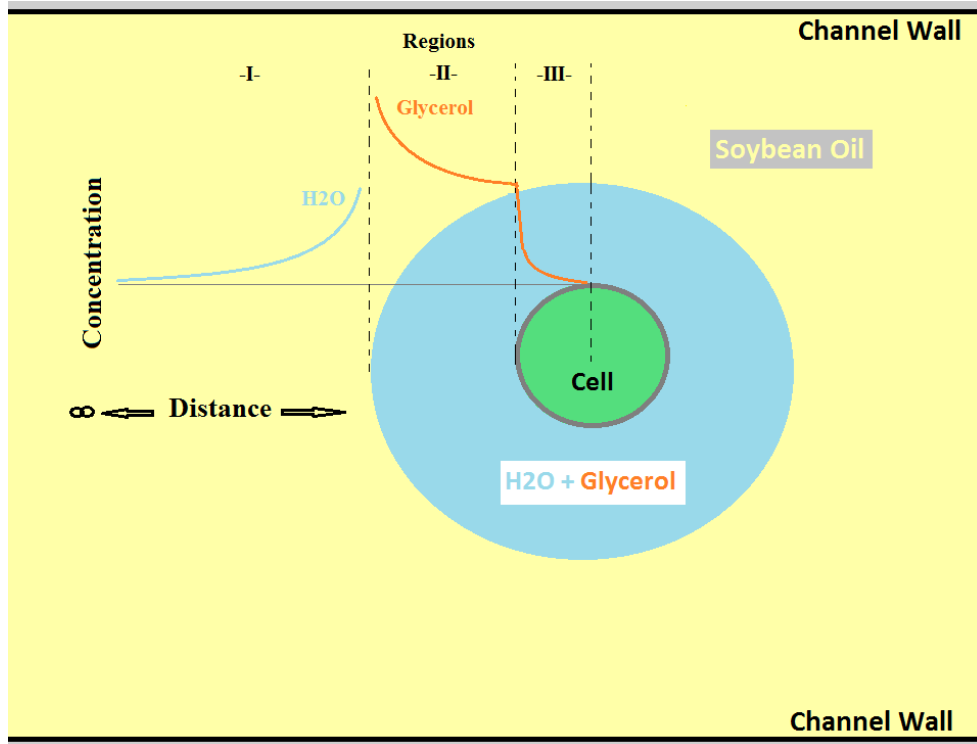 Channel Wall
Regions
-I-
-II-
-III-
Glycerol
Soybean Oil
H2O
Concentration
Cell
∞
Distance
H2O + Glycerol
Channel Wall